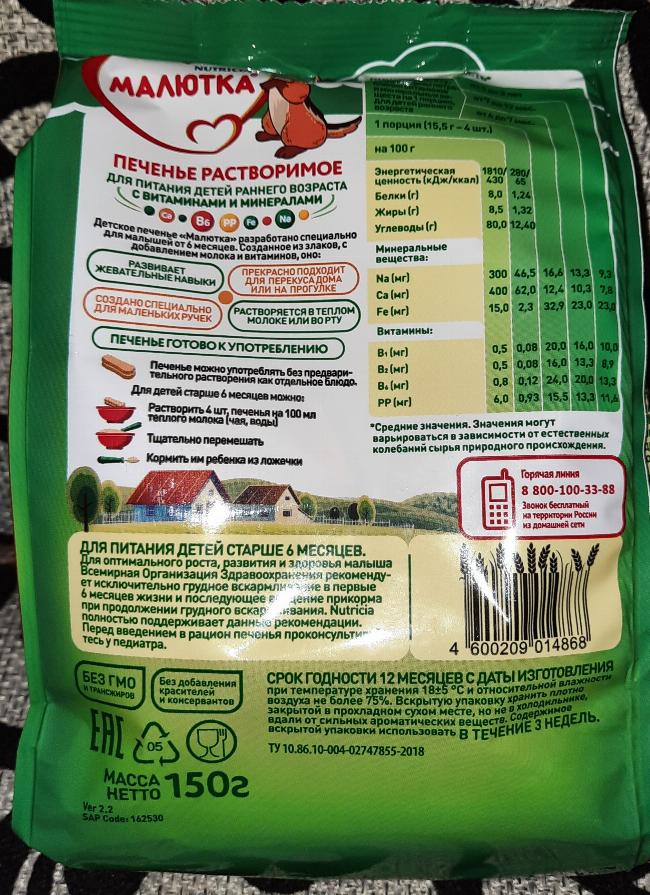 NUTRICIA
МАЛЮТКА
ПЕЧЕНЬЕ РАСТВОРИМОЕ
ДЛЯ ПИТАНИЯ ДЕТЕЙ РАННЕГО ВОЗРАСТА
С ВИТАМИНАМИ И МИНЕРАЛАМИ
Ca B6 PP Fe Na
Детское печенье «Малютка» разработано специально
для малышей от 6 месяцев. Созданное из злаков, с
добавлением молока и витаминов, оно:
РАЗВИВАЕТ
ЖЕВАТЕЛЬНЫЕ НАВЫКИ
ПРЕКРАСНО ПОДХОДИТ
ДЛЯ ПЕРЕКУСА ДОМА
ИЛИ НА ПРОГУЛКЕ
СОЗДАНО СПЕЦИАЛЬНО
ДЛЯ МАЛЕНЬКИХ РУЧЕК
РАСТВОРЯЕТСЯ В ТЕПЛОМ
МОЛОКЕ ИЛИ ВО РТУ
ПЕЧЕНЬЕ ГОТОВО К УПОТРЕБЛЕНИЮ
Печенье можно употреблять без предвари-
тельного растворения как отдельное блюдо.
Для детей старше 6 месяцев можно:
Растворить 4 шт. печенья на 100 мл
теплого молока (чая, воды)
Тщательно перемешать
Кормить им ребенка из ложечки
для детей раннего
возраста
1 порция (15,5 г – 4 шт.)
на 100 г
Энергетическая 1810/ 280/
ценность (кДж/ккал) 430 65
Белки (г) 8,0 1,24
Жиры (г) 8,5 1,32
Углеводы (г) 80,0 12,40
Минеральные
вещества:
Na (мг) 300 46,5 16,6 13,3 9,3
Ca (мг) 400 62,0 12,4 10,3 7,8
Fe (мг) 15,0 2,3 32,9 23,0 23,0
Витамины:
B₁ (мг) 0,5 0,08 20,0 16,0 10,0
B₂ (мг) 0,5 0,08 16,0 13,3 8,9
B₆ (мг) 0,8 0,12 24,0 20,0 13,3
PP (мг) 6,0 0,93 15,5 13,3 11,6
*Средние значения. Значения могут
варьироваться в зависимости от естественных
колебаний сырья природного происхождения.
Горячая линия
8 800-100-33-88
Звонок бесплатный
на территории России
из домашней сети
ДЛЯ ПИТАНИЯ ДЕТЕЙ СТАРШЕ 6 МЕСЯЦЕВ.
Для оптимального роста, развития и здоровья малыша
Всемирная Организация Здравоохранения рекоменду-
ет исключительно грудное вскармливание в первые
6 месяцев жизни и последующее введение прикорма
при продолжении грудного вскармливания. Nutricia
полностью поддерживает данные рекомендации.
Перед введением в рацион печенья проконсультируй-
тесь у педиатра.
4 600209 014868
БЕЗ ГМО
И ТРАНСЖИРОВ
Без добавления
красителей
и консервантов
СРОК ГОДНОСТИ 12 МЕСЯЦЕВ С ДАТЫ ИЗГОТОВЛЕНИЯ
при температуре хранения 18±5 °С и относительной влажности
воздуха не более 75%. Вскрытую упаковку хранить плотно
закрытой в прохладном сухом месте, но не в холодильнике,
вдали от сильных ароматических веществ. Содержимое
вскрытой упаковки использовать В ТЕЧЕНИЕ 3 НЕДЕЛЬ.
ТУ 10.86.10-004-02747855-2018
EAC
05
МАССА
НЕТТО 150г
Ver 2.2
SAP Code: 162530